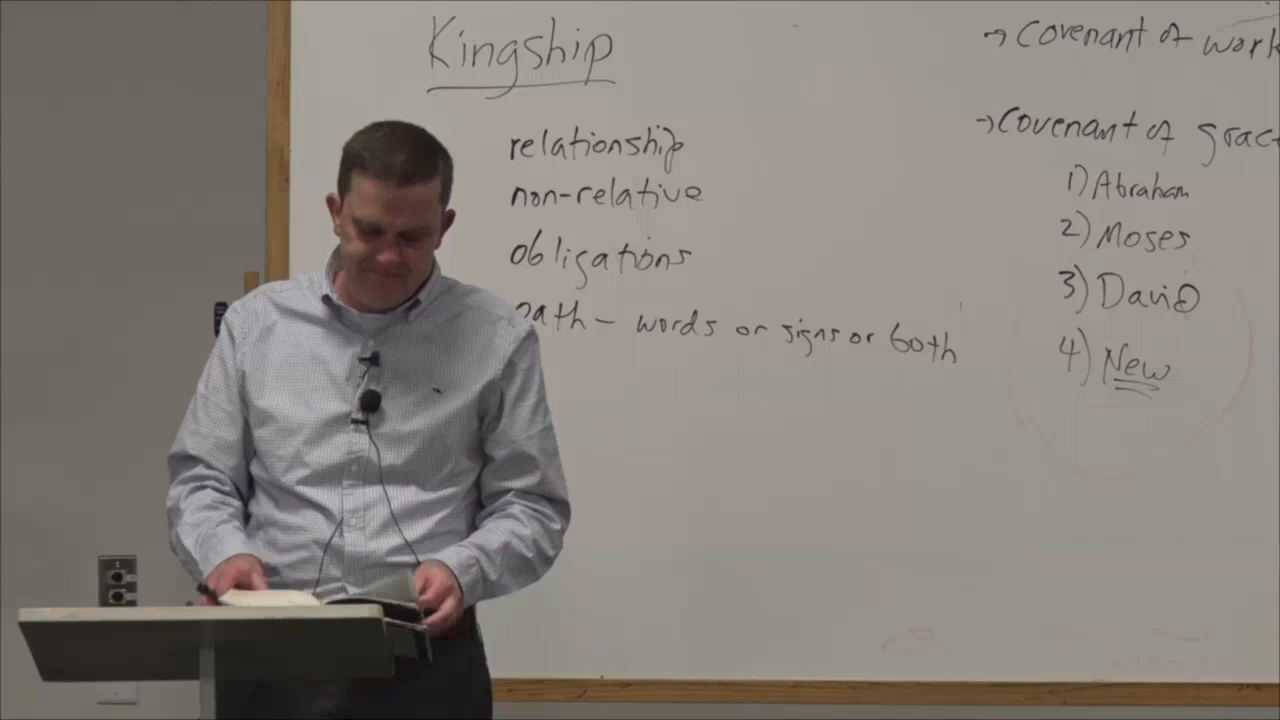 Kingship
relationship
non-relative
obligations
oath – words or signs or both
→ Covenant of work
→ Covenant of grac
1) Abraham
2) Moses
3) David
4) New